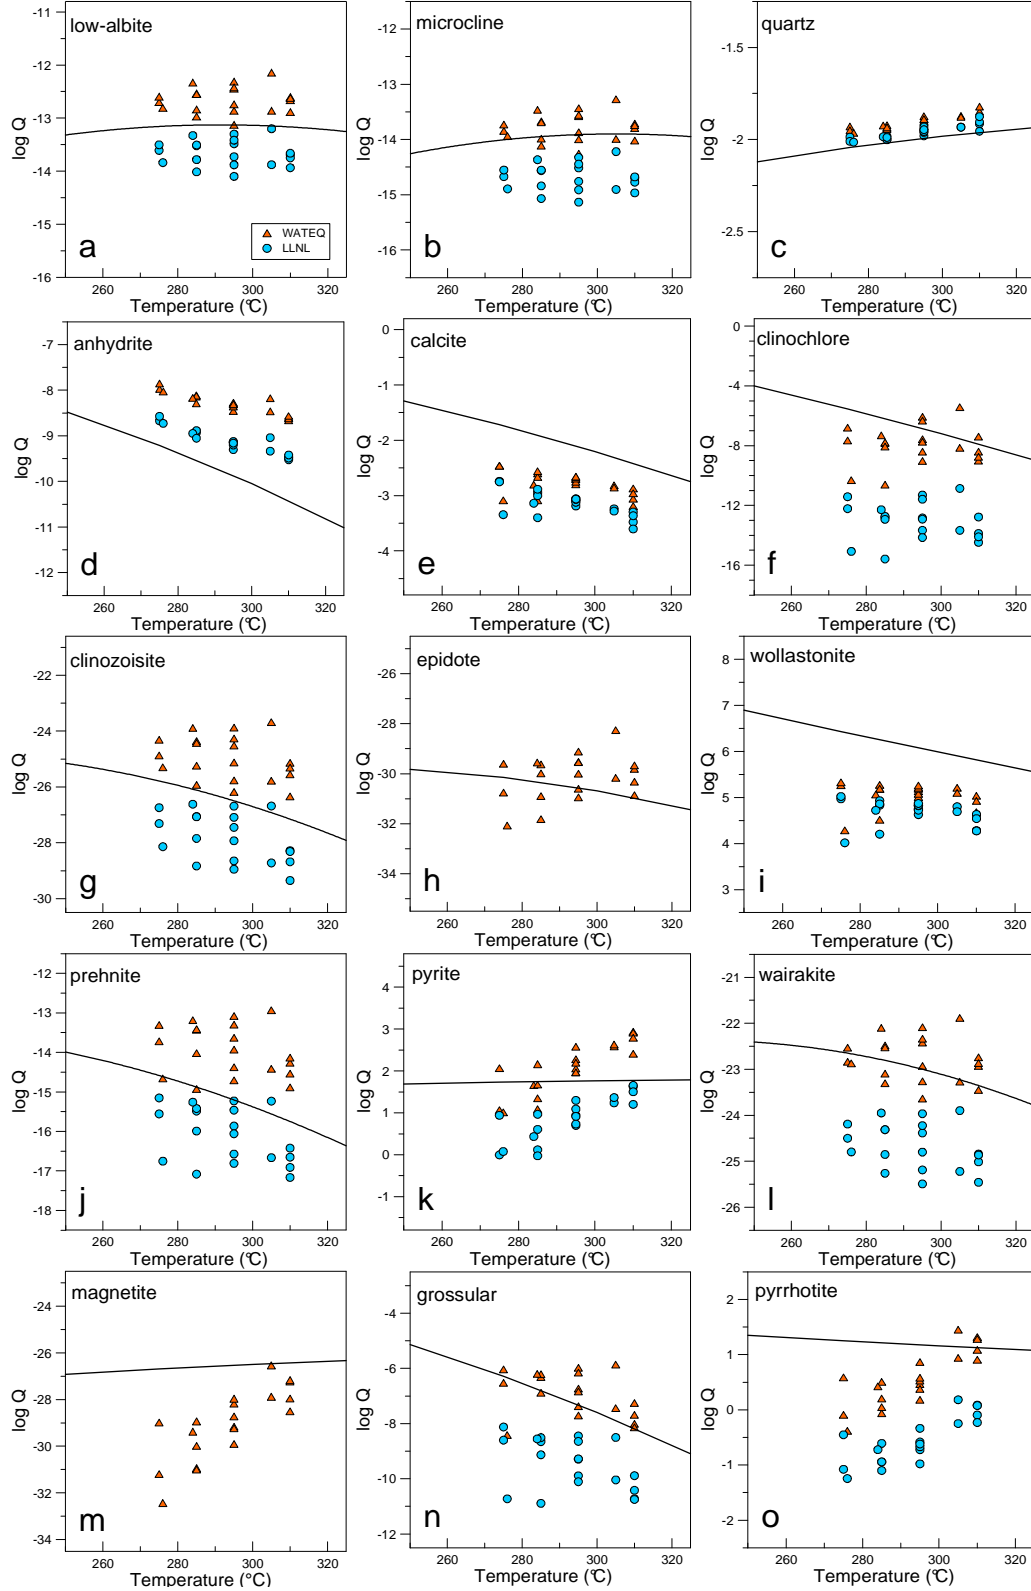 low-albite
log Q
-11
-12
-13
-14
-15
-16
WATEQ
LLNL
a
260 280 300 320
Temperature (°C)
microcline
log Q
-12
-13
-14
-15
-16
b
260 280 300 320
Temperature (°C)
quartz
log Q
-1.5
-2
-2.5
c
260 280 300 320
Temperature (°C)
anhydrite
log Q
-7
-8
-9
-10
-11
-12
d
260 280 300 320
Temperature (°C)
calcite
log Q
0
-1
-2
-3
-4
e
260 280 300 320
Temperature (°C)
clinochlore
log Q
0
-4
-8
-12
-16
f
260 280 300 320
Temperature (°C)
clinozoisite
log Q
-22
-24
-26
-28
-30
g
260 280 300 320
Temperature (°C)
epidote
log Q
-26
-28
-30
-32
-34
h
260 280 300 320
Temperature (°C)
wollastonite
log Q
8
7
6
5
4
3
i
260 280 300 320
Temperature (°C)
prehnite
log Q
-12
-13
-14
-15
-16
-17
-18
j
260 280 300 320
Temperature (°C)
pyrite
log Q
4
3
2
1
0
-1
k
260 280 300 320
Temperature (°C)
wairakite
log Q
-21
-22
-23
-24
-25
-26
l
260 280 300 320
Temperature (°C)
magnetite
log Q
-24
-26
-28
-30
-32
-34
m
260 280 300 320
Temperature (°C)
grossular
log Q
-4
-6
-8
-10
-12
n
260 280 300 320
Temperature (°C)
pyrrhotite
log Q
2
1
0
-1
-2
o
260 280 300 320
Temperature (°C)